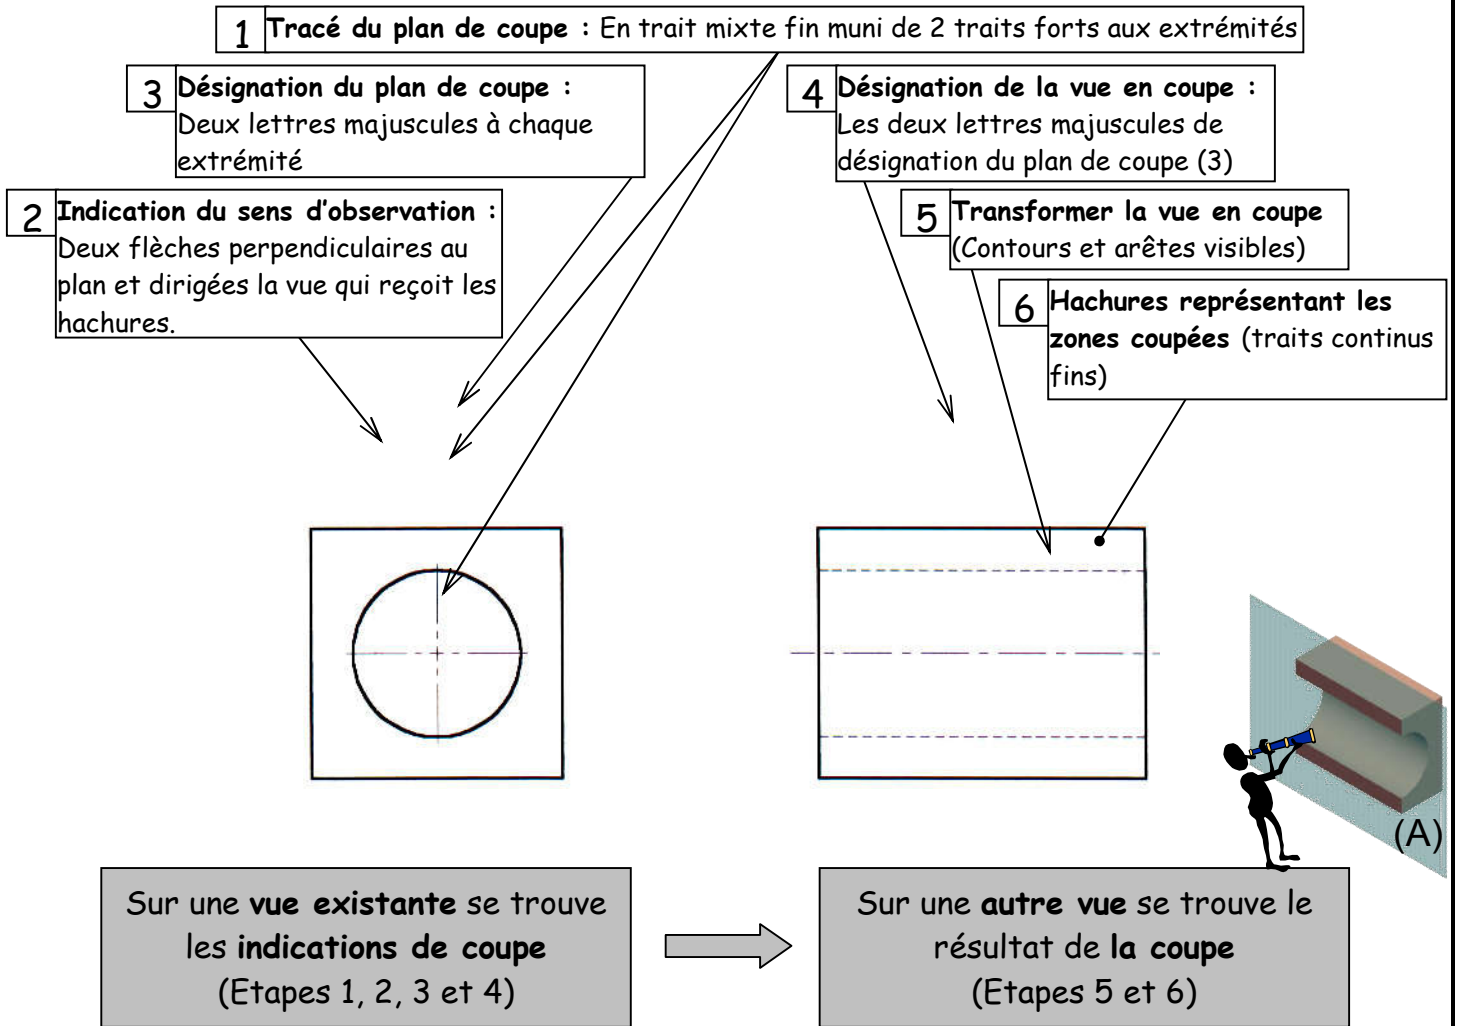 1 Tracé du plan de coupe : En trait mixte fin muni de 2 traits forts aux extrémités
3 Désignation du plan de coupe :
Deux lettres majuscules à chaque
extrémité
4 Désignation de la vue en coupe :
Les deux lettres majuscules de
désignation du plan de coupe (3)
2 Indication du sens d'observation :
Deux flèches perpendiculaires au
plan et dirigées la vue qui reçoit les
hachures.
5 Transformer la vue en coupe
(Contours et arêtes visibles)
6 Hachures représentant les
zones coupées (traits continus
fins)
(A)
Sur une vue existante se trouve
les indications de coupe
(Etapes 1, 2, 3 et 4)
Sur une autre vue se trouve le
résultat de la coupe
(Etapes 5 et 6)